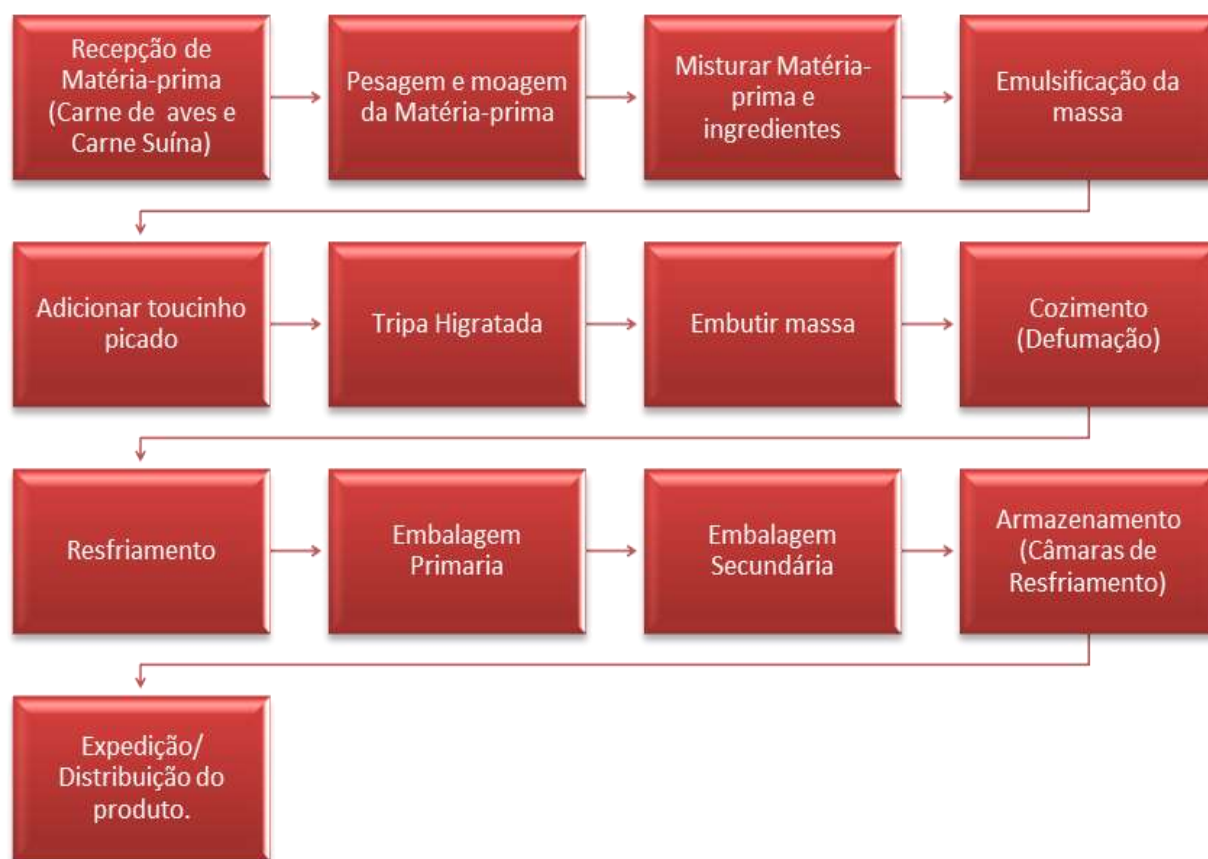 Recepção de
Matéria-prima
(Carne de aves e
Carne Suína)
Pesagem e moagem
da Matéria-prima
Misturar Matéria-
prima e
ingredientes
Emulsificação da
massa
Adicionar toucinho
picado
Tripa Higratada
Embutir massa
Cozimento
(Defumação)
Resfriamento
Embalagem
Primaria
Embalagem
Secundária
Armazenamento
(Câmaras de
Resfriamento)
Expedição/
Distribuição do
produto.